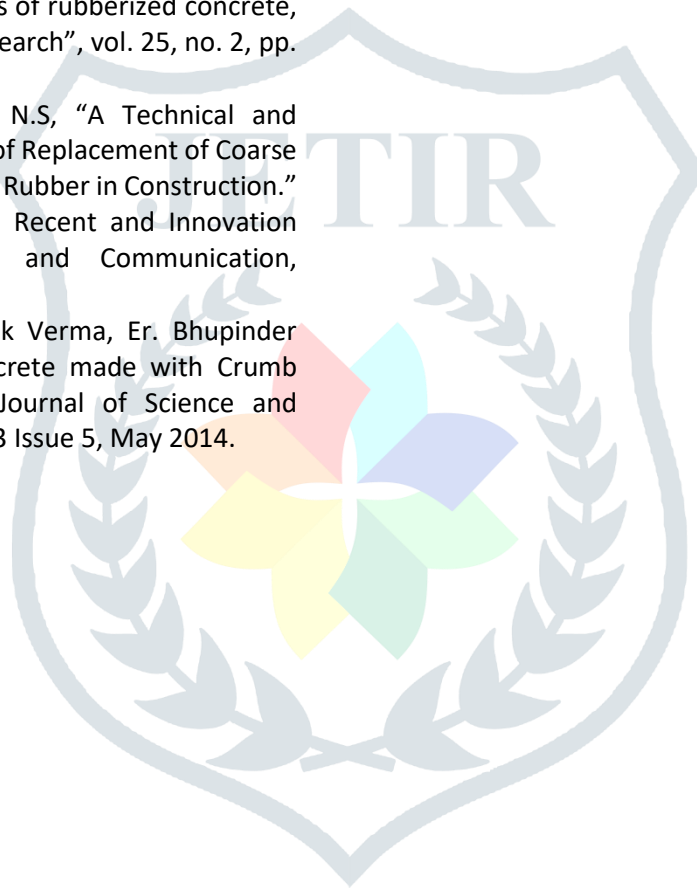 s of rubberized concrete,
earch”, vol. 25, no. 2, pp.
N.S, “A Technical and
of Replacement of Coarse
Rubber in Construction.”
Recent and Innovation
and Communication,
k Verma, Er. Bhupinder
crete made with Crumb
Journal of Science and
3 Issue 5, May 2014.
JETIR